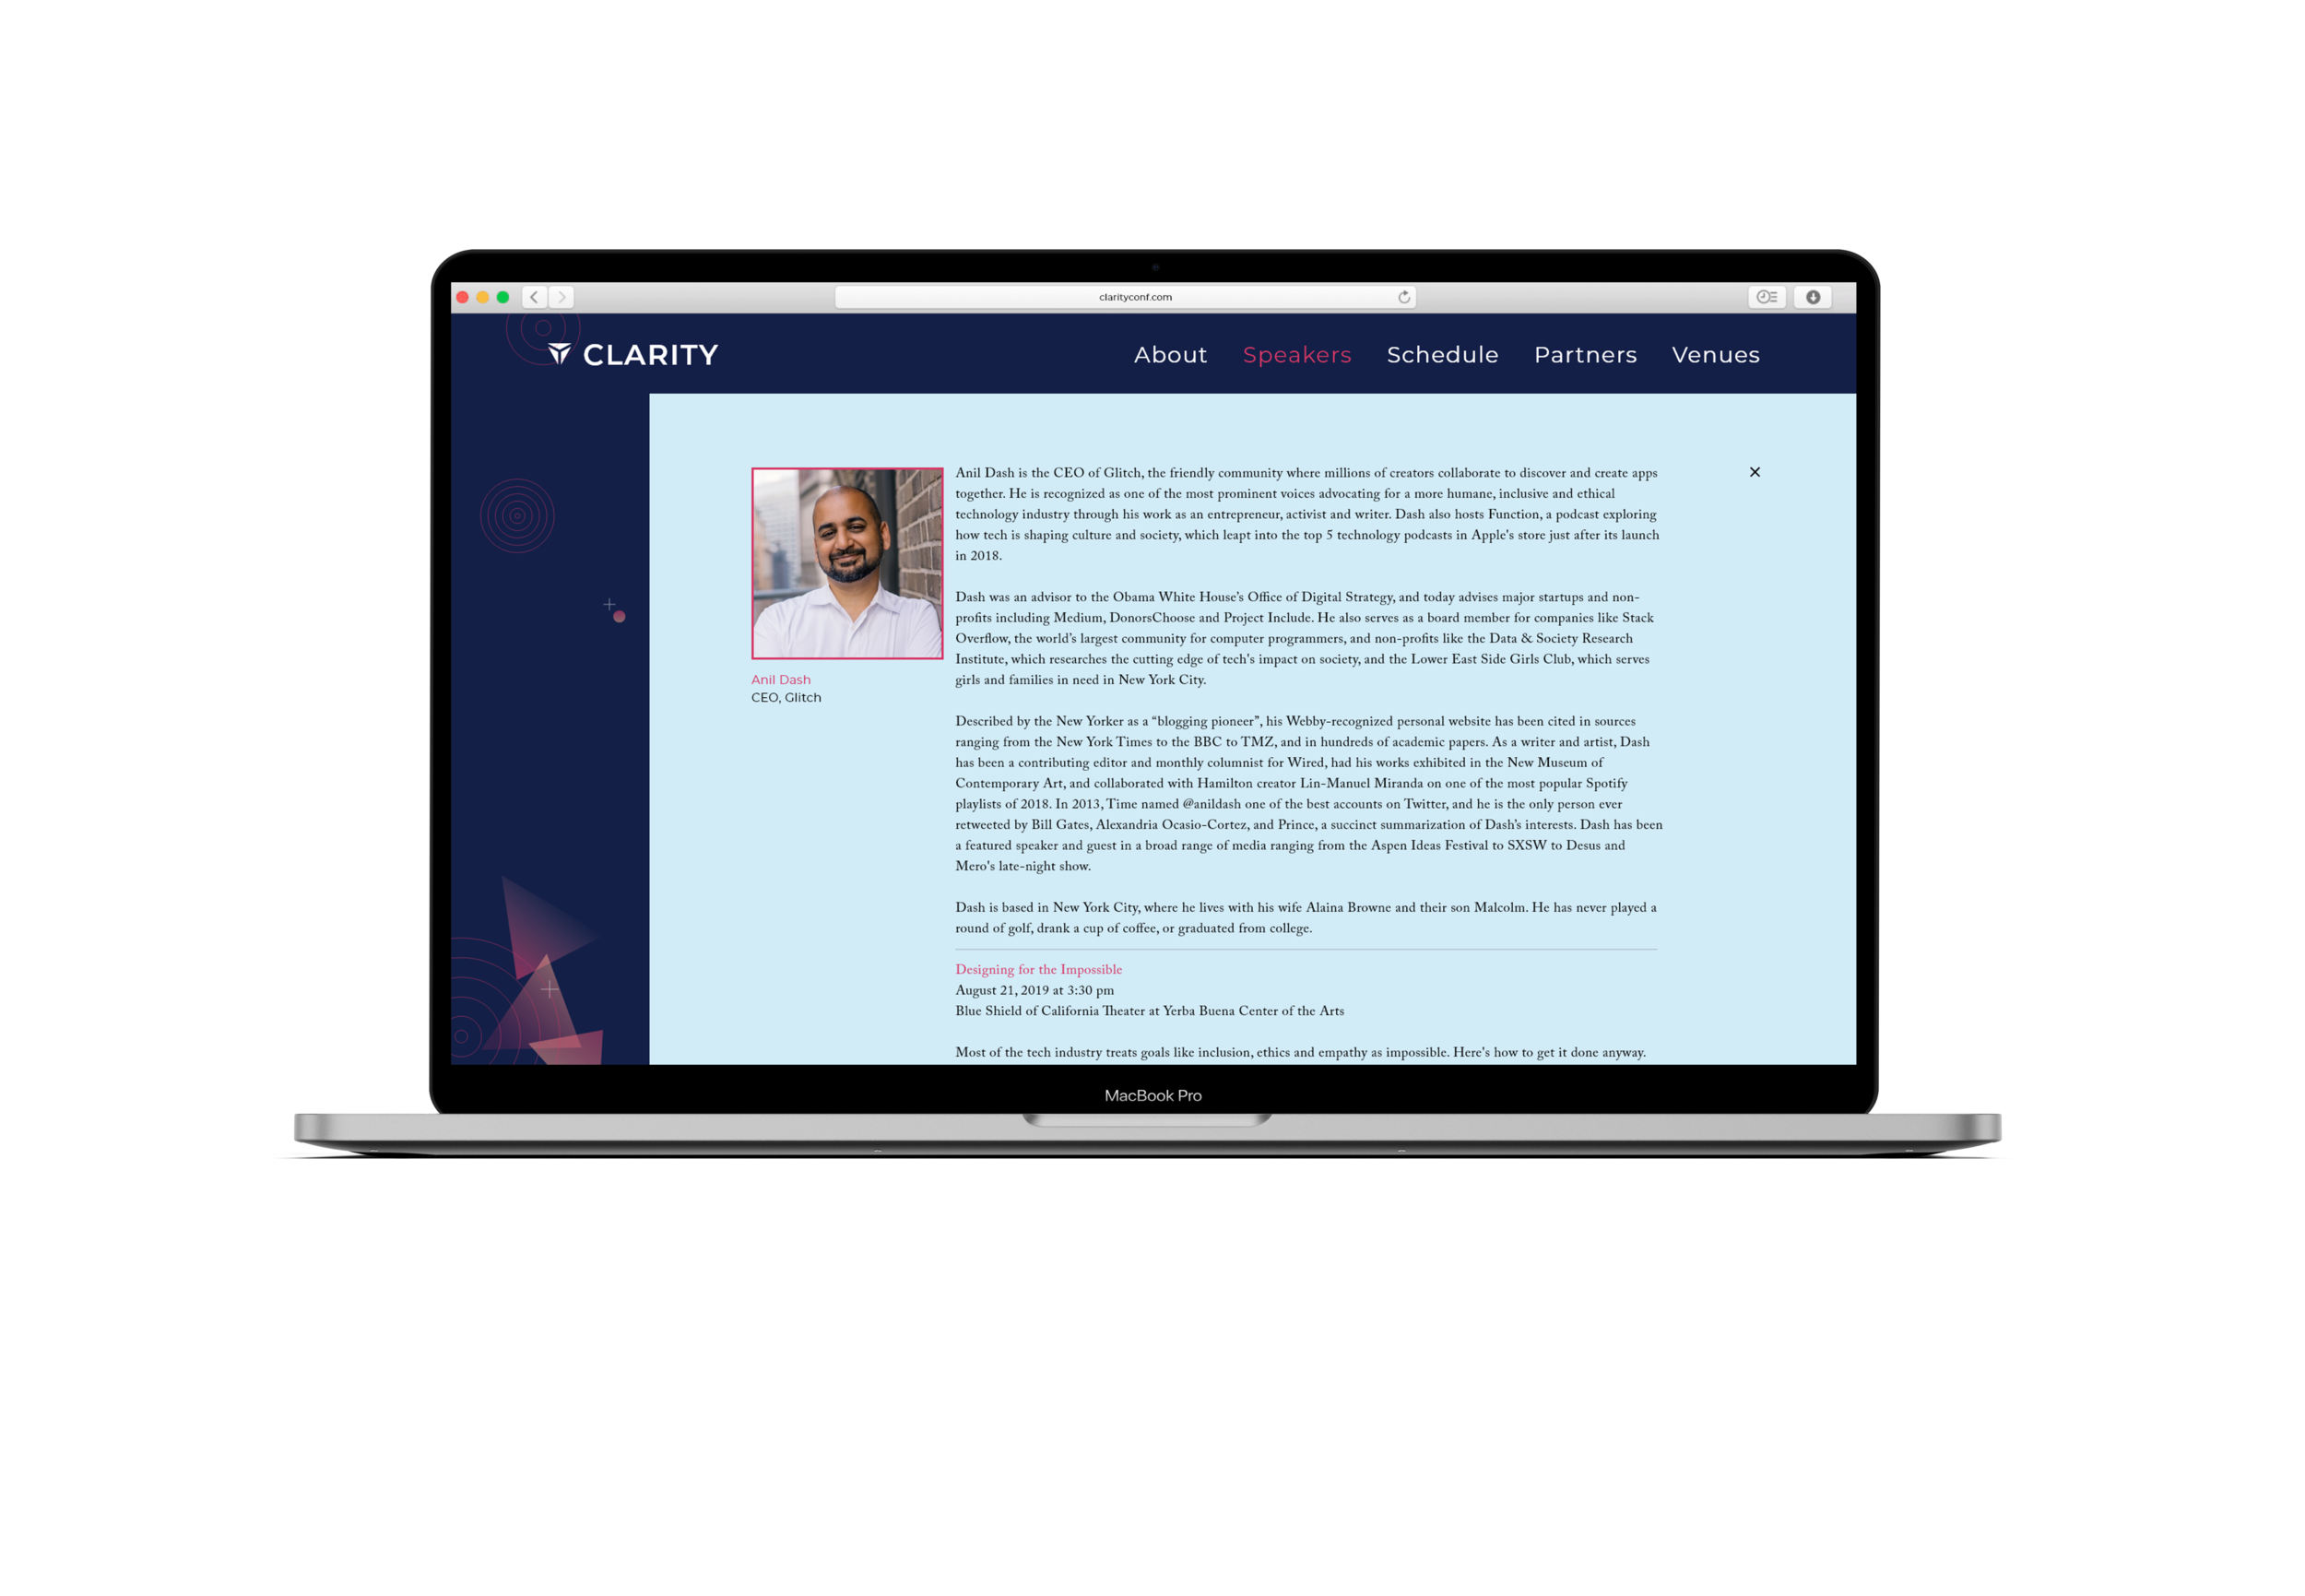 clarityconf.com
CLARITY
About Speakers Schedule Partners Venues
Anil Dash is the CEO of Glitch, the friendly community where millions of creators collaborate to discover and create apps
together. He is recognized as one of the most prominent voices advocating for a more humane, inclusive and ethical
technology industry through his work as an entrepreneur, activist and writer. Dash also hosts Function, a podcast exploring
how tech is shaping culture and society, which leapt into the top 5 technology podcasts in Apple's store just after its launch
in 2018.
Dash was an advisor to the Obama White House’s Office of Digital Strategy, and today advises major startups and non-
profits including Medium, DonorsChoose and Project Include. He also serves as a board member for companies like Stack
Overflow, the world’s largest community for computer programmers, and non-profits like the Data & Society Research
Institute, which researches the cutting edge of tech's impact on society, and the Lower East Side Girls Club, which serves
girls and families in need in New York City.
Anil Dash
CEO, Glitch
Described by the New Yorker as a “blogging pioneer”, his Webby-recognized personal website has been cited in sources
ranging from the New York Times to the BBC to TMZ, and in hundreds of academic papers. As a writer and artist, Dash
has been a contributing editor and monthly columnist for Wired, had his works exhibited in the New Museum of
Contemporary Art, and collaborated with Hamilton creator Lin-Manuel Miranda on one of the most popular Spotify
playlists of 2018. In 2013, Time named @anildash one of the best accounts on Twitter, and he is the only person ever
retweeted by Bill Gates, Alexandria Ocasio-Cortez, and Prince, a succinct summarization of Dash’s interests. Dash has been
a featured speaker and guest in a broad range of media ranging from the Aspen Ideas Festival to SXSW to Desus and
Mero's late-night show.
Dash is based in New York City, where he lives with his wife Alaina Browne and their son Malcolm. He has never played a
round of golf, drank a cup of coffee, or graduated from college.
Designing for the Impossible
August 21, 2019 at 3:30 pm
Blue Shield of California Theater at Yerba Buena Center of the Arts
Most of the tech industry treats goals like inclusion, ethics and empathy as impossible. Here's how to get it done anyway.
MacBook Pro